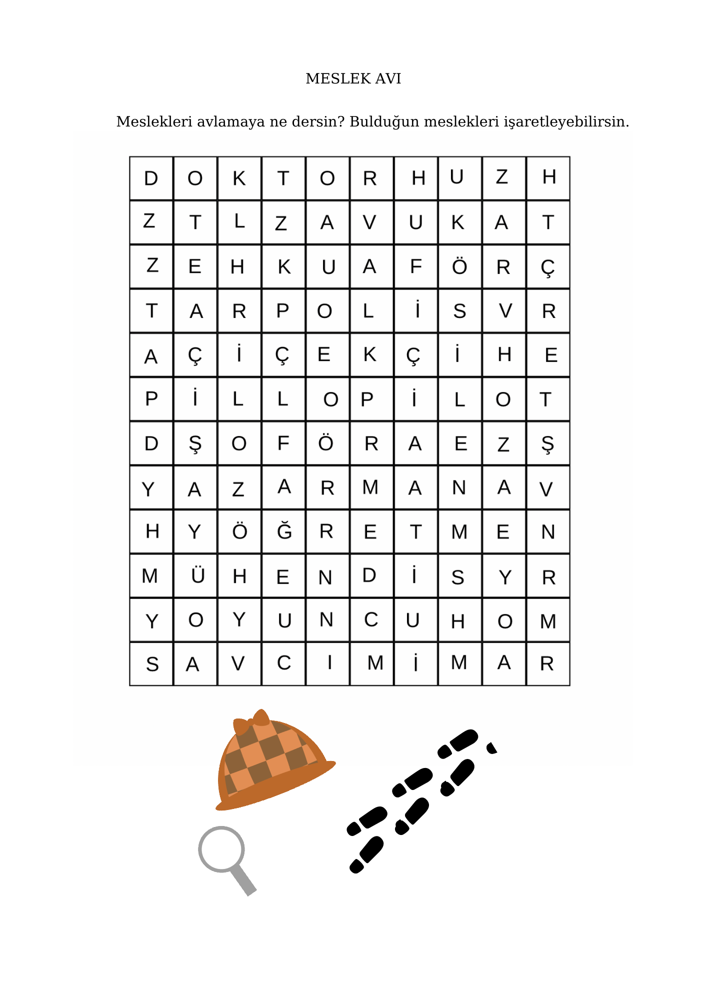 MESLEK AVI
Meslekleri avlamaya ne dersin? Bulduğun meslekleri işaretleyebilirsin.
D O K T O R H U Z H
Z T L Z A V U K A T
Z E H K U A F Ö R Ç
T A R P O L İ S V R
A Ç İ Ç E K Ç İ H E
P İ L L O P İ L O T
D Ş O F Ö R A E Z Ş
Y A Z A R M A N A V
H Y Ö Ğ R E T M E N
M Ü H E N D İ S Y R
Y O Y U N C U H O M
S A V C I M İ M A R